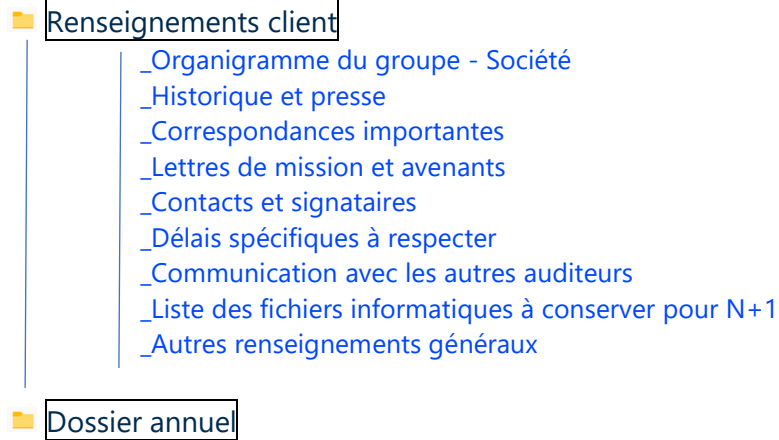 Renseignements client
_Organigramme du groupe - Société
_Historique et presse
_Correspondances importantes
_Lettres de mission et avenants
_Contacts et signataires
_Délais spécifiques à respecter
_Communication avec les autres auditeurs
_Liste des fichiers informatiques à conserver pour N+1
_Autres renseignements généraux
Dossier annuel